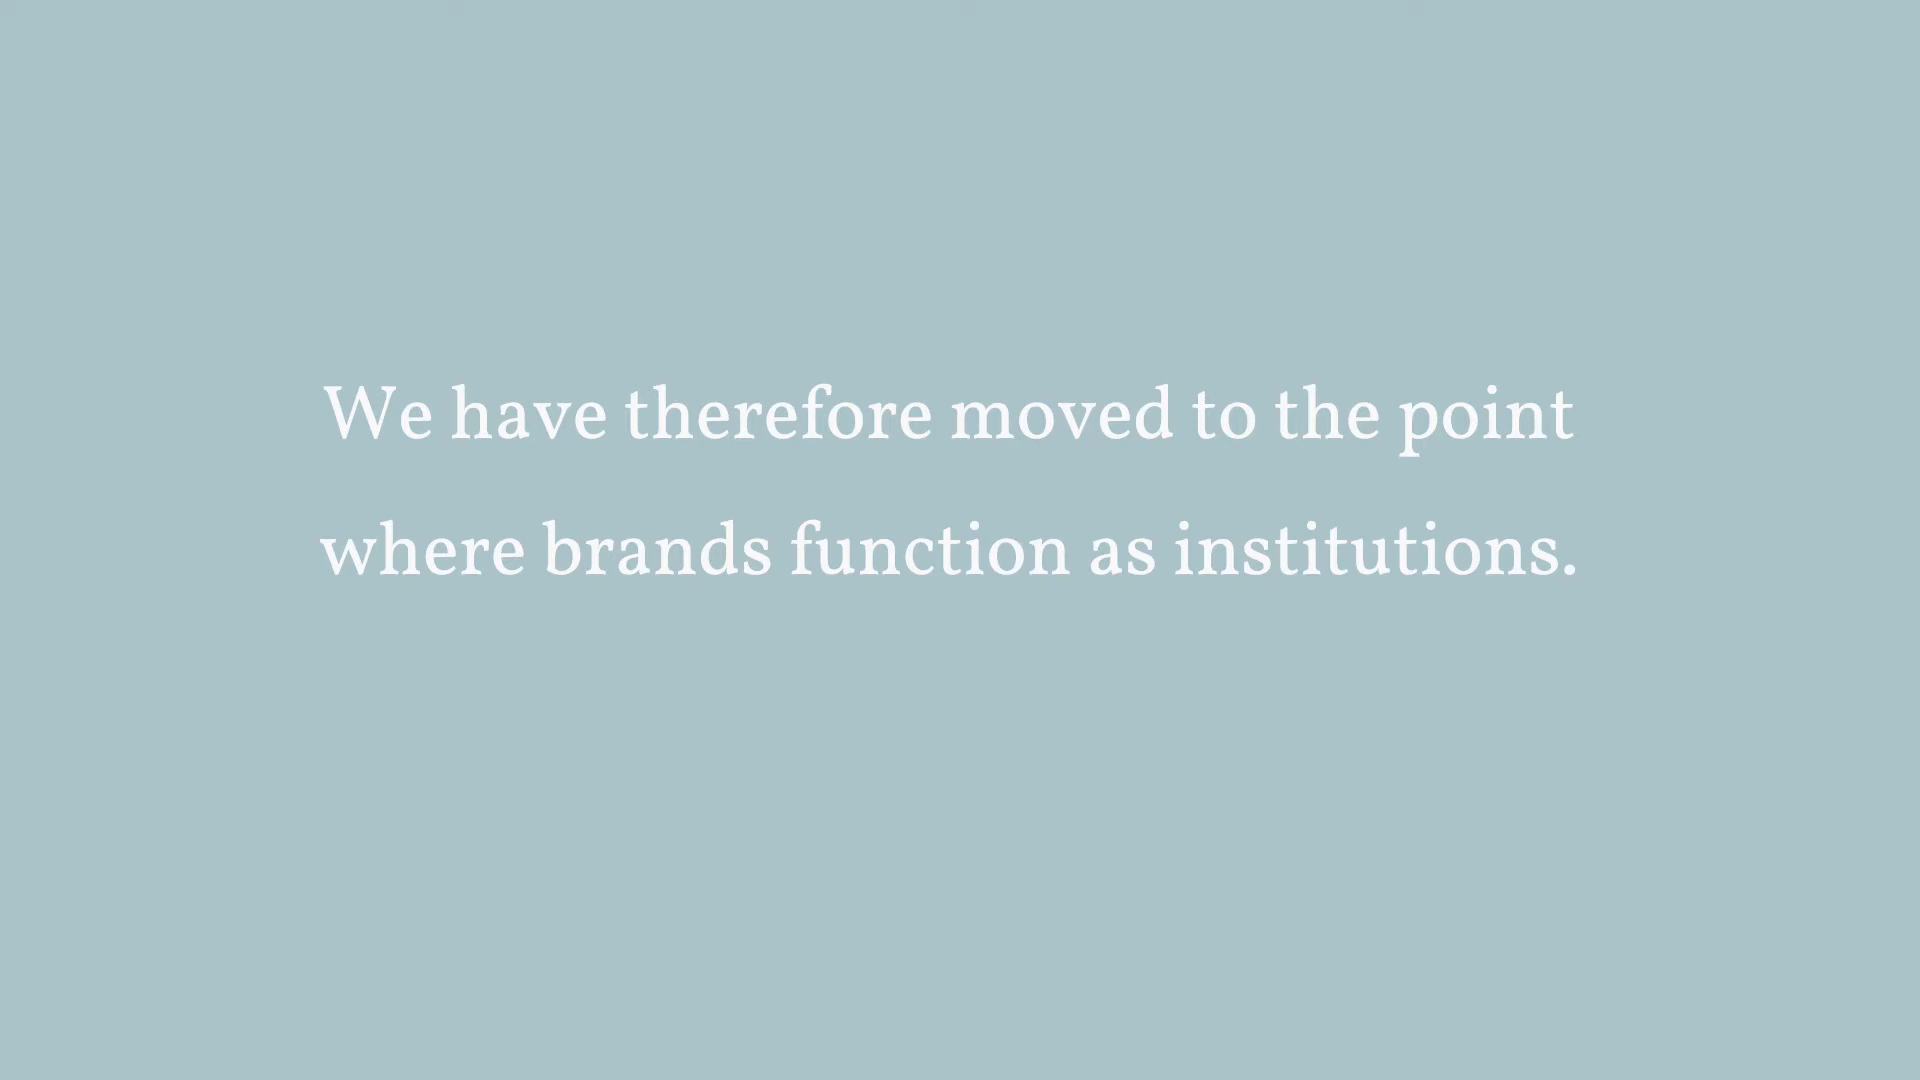 We have therefore moved to the point
where brands function as institutions.